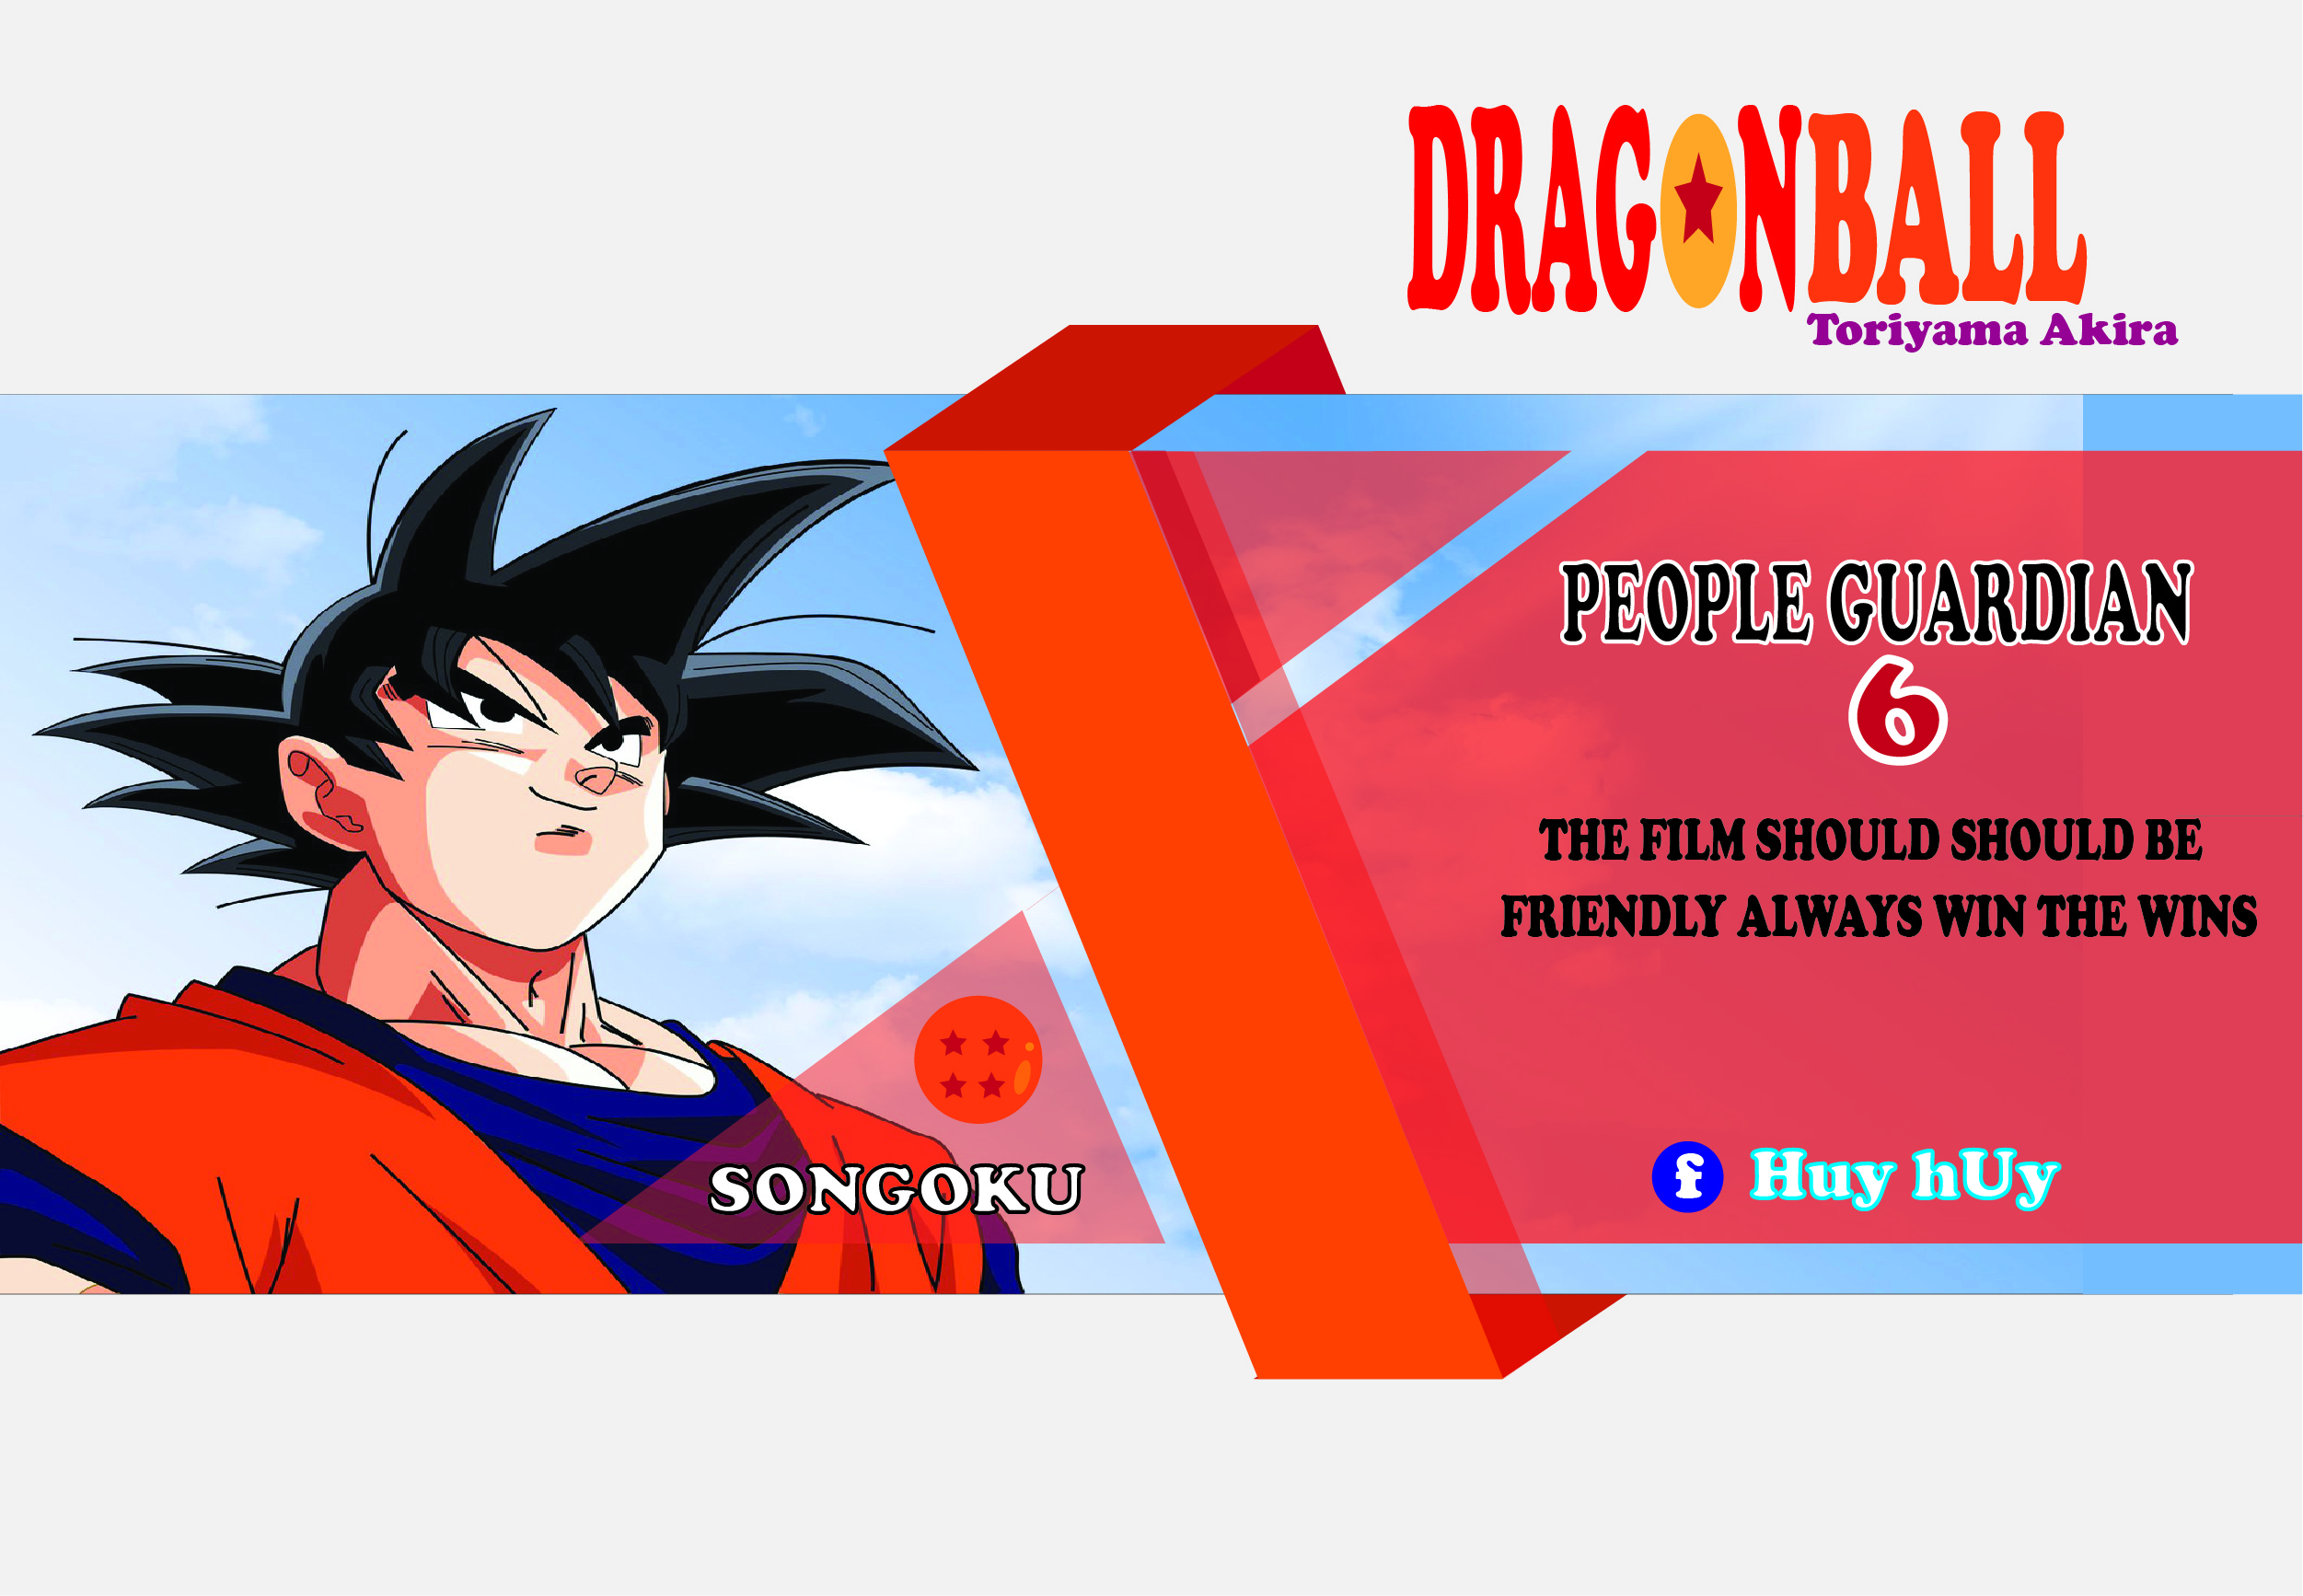 DRAGONBALL
Toriyama Akira
PEOPLE GUARDIAN
6
THE FILM SHOULD SHOULD BE
FRIENDLY ALWAYS WIN THE WINS
SONGOKU
f Huy hUy